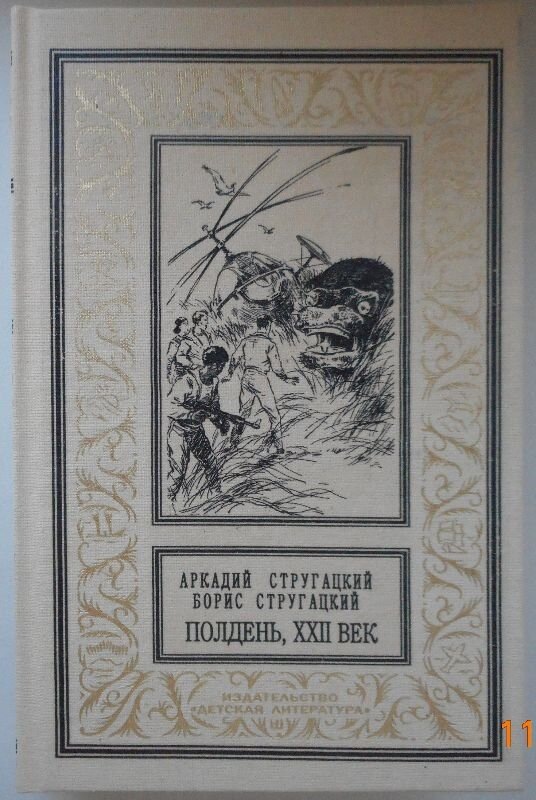 АРКАДИЙ СТРУГАЦКИЙ
БОРИС СТРУГАЦКИЙ
ПОЛДЕНЬ, XXII ВЕК
ИЗДАТЕЛЬСТВО
«ДЕТСКАЯ ЛИТЕРАТУРА»
11